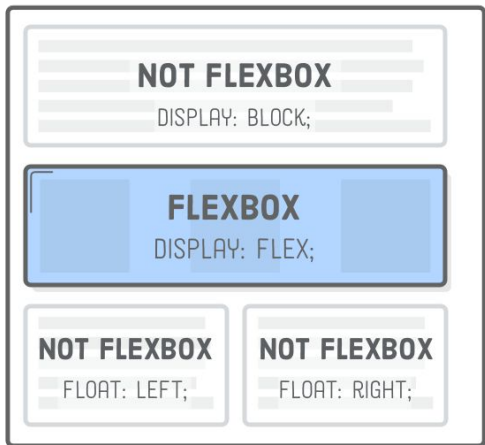 NOT FLEXBOX
DISPLAY: BLOCK;
FLEXBOX
DISPLAY: FLEX;
NOT FLEXBOX
FLOAT: LEFT;
NOT FLEXBOX
FLOAT: RIGHT;